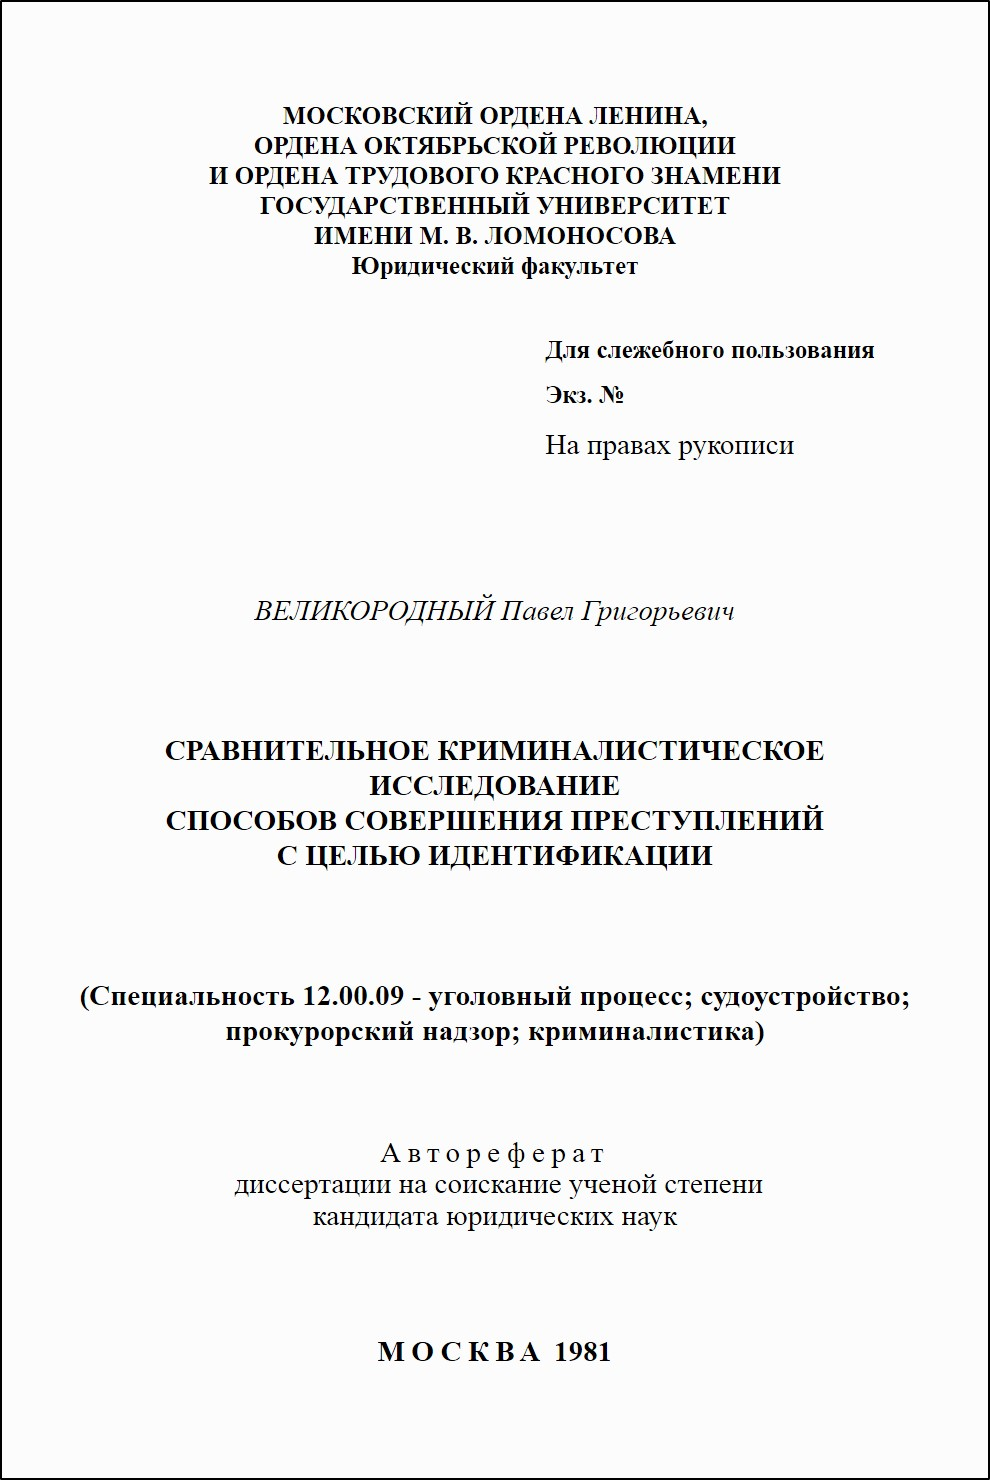 МОСКОВСКИЙ ОРДЕНА ЛЕНИНА,
ОРДЕНА ОКТЯБРЬСКОЙ РЕВОЛЮЦИИ
И ОРДЕНА ТРУДОВОГО КРАСНОГО ЗНАМЕНИ
ГОСУДАРСТВЕННЫЙ УНИВЕРСИТЕТ
ИМЕНИ М. В. ЛОМОНОСОВА
Юридический факультет
Для слежебного пользования
Экз. №
На правах рукописи
ВЕЛИКОРОДНЫЙ Павел Григорьевич
СРАВНИТЕЛЬНОЕ КРИМИНАЛИСТИЧЕСКОЕ
ИССЛЕДОВАНИЕ
СПОСОБОВ СОВЕРШЕНИЯ ПРЕСТУПЛЕНИЙ
С ЦЕЛЬЮ ИДЕНТИФИКАЦИИ
(Специальность 12.00.09 - уголовный процесс; судоустройство;
прокурорский надзор; криминалистика)
А в т о р е ф е р а т
диссертации на соискание ученой степени
кандидата юридических наук
М О С К В А 1981